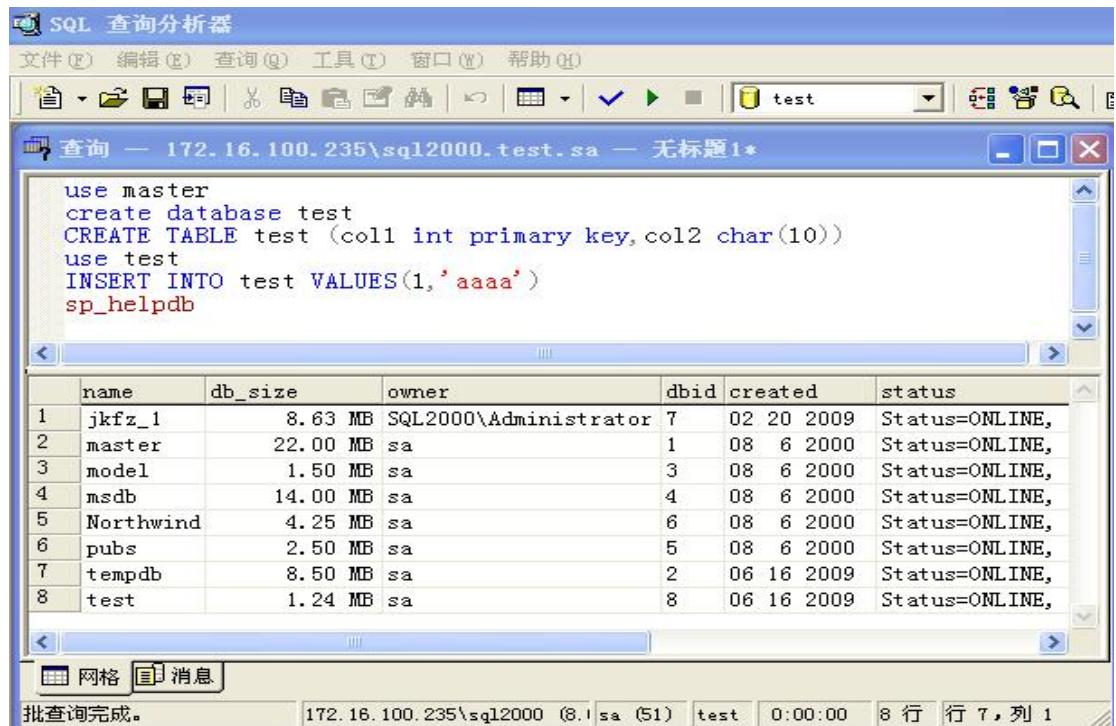 SQL 查询分析器
文件(F) 编辑(E) 查询(Q) 工具(T) 窗口(W) 帮助(H)
test
查询 — 172.16.100.235\sql2000.test.sa — 无标题1*
use master
create database test
CREATE TABLE test (col1 int primary key,col2 char(10))
use test
INSERT INTO test VALUES(1,'aaaa')
sp_helpdb
name db_size owner dbid created status
1 jkfz_1 8.63 MB SQL2000\Administrator 7 02 20 2009 Status=ONLINE,
2 master 22.00 MB sa 1 08 6 2000 Status=ONLINE,
3 model 1.50 MB sa 3 08 6 2000 Status=ONLINE,
4 msdb 14.00 MB sa 4 08 6 2000 Status=ONLINE,
5 Northwind 4.25 MB sa 6 08 6 2000 Status=ONLINE,
6 pubs 2.50 MB sa 5 08 6 2000 Status=ONLINE,
7 tempdb 8.50 MB sa 2 06 16 2009 Status=ONLINE,
8 test 1.24 MB sa 8 06 16 2009 Status=ONLINE,
网格 消息
批查询完成。 172.16.100.235\sql2000 (8. sa (51) test 0:00:00 8 行 行 7, 列 1